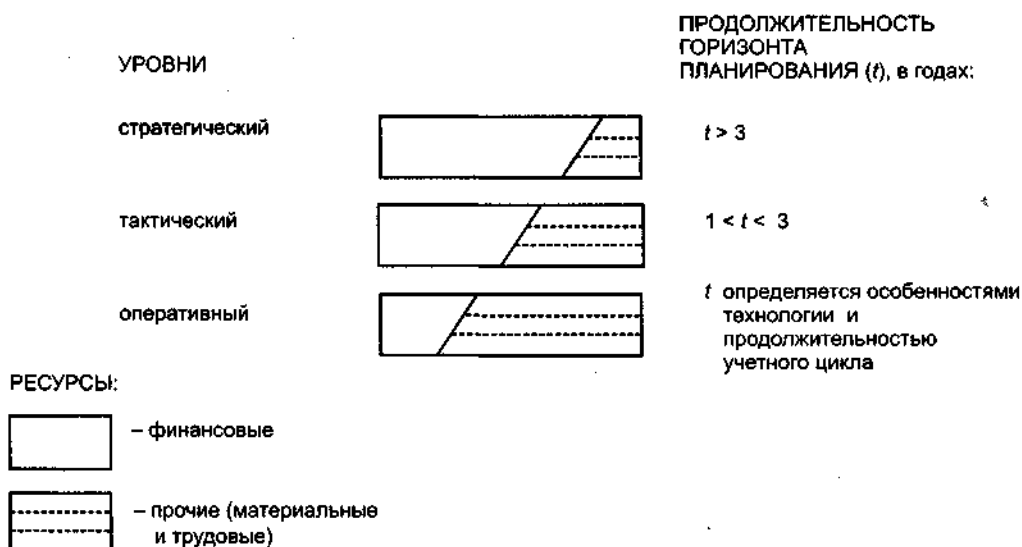 УРОВНИ
ПРОДОЛЖИТЕЛЬНОСТЬ
ГОРИЗОНТА
ПЛАНИРОВАНИЯ (t), в годах:
стратегический
t > 3
тактический
1 < t < 3
оперативный
t определяется особенностями
технологии и
продолжительностью
учетного цикла
РЕСУРСЫ:
– финансовые
– прочие (материальные
и трудовые)